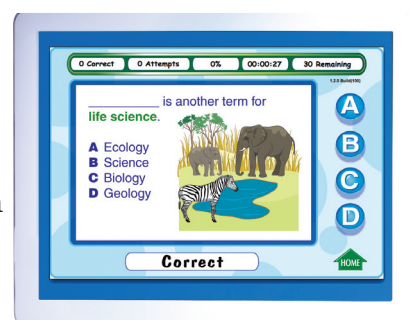 0 Correct 0 Attempts 0% 00:00:27 30 Remaining
1.2.0 Build(100)
_________ is another term for
life science.
A Ecology
B Science
C Biology
D Geology
A
B
C
D
Correct
HOME